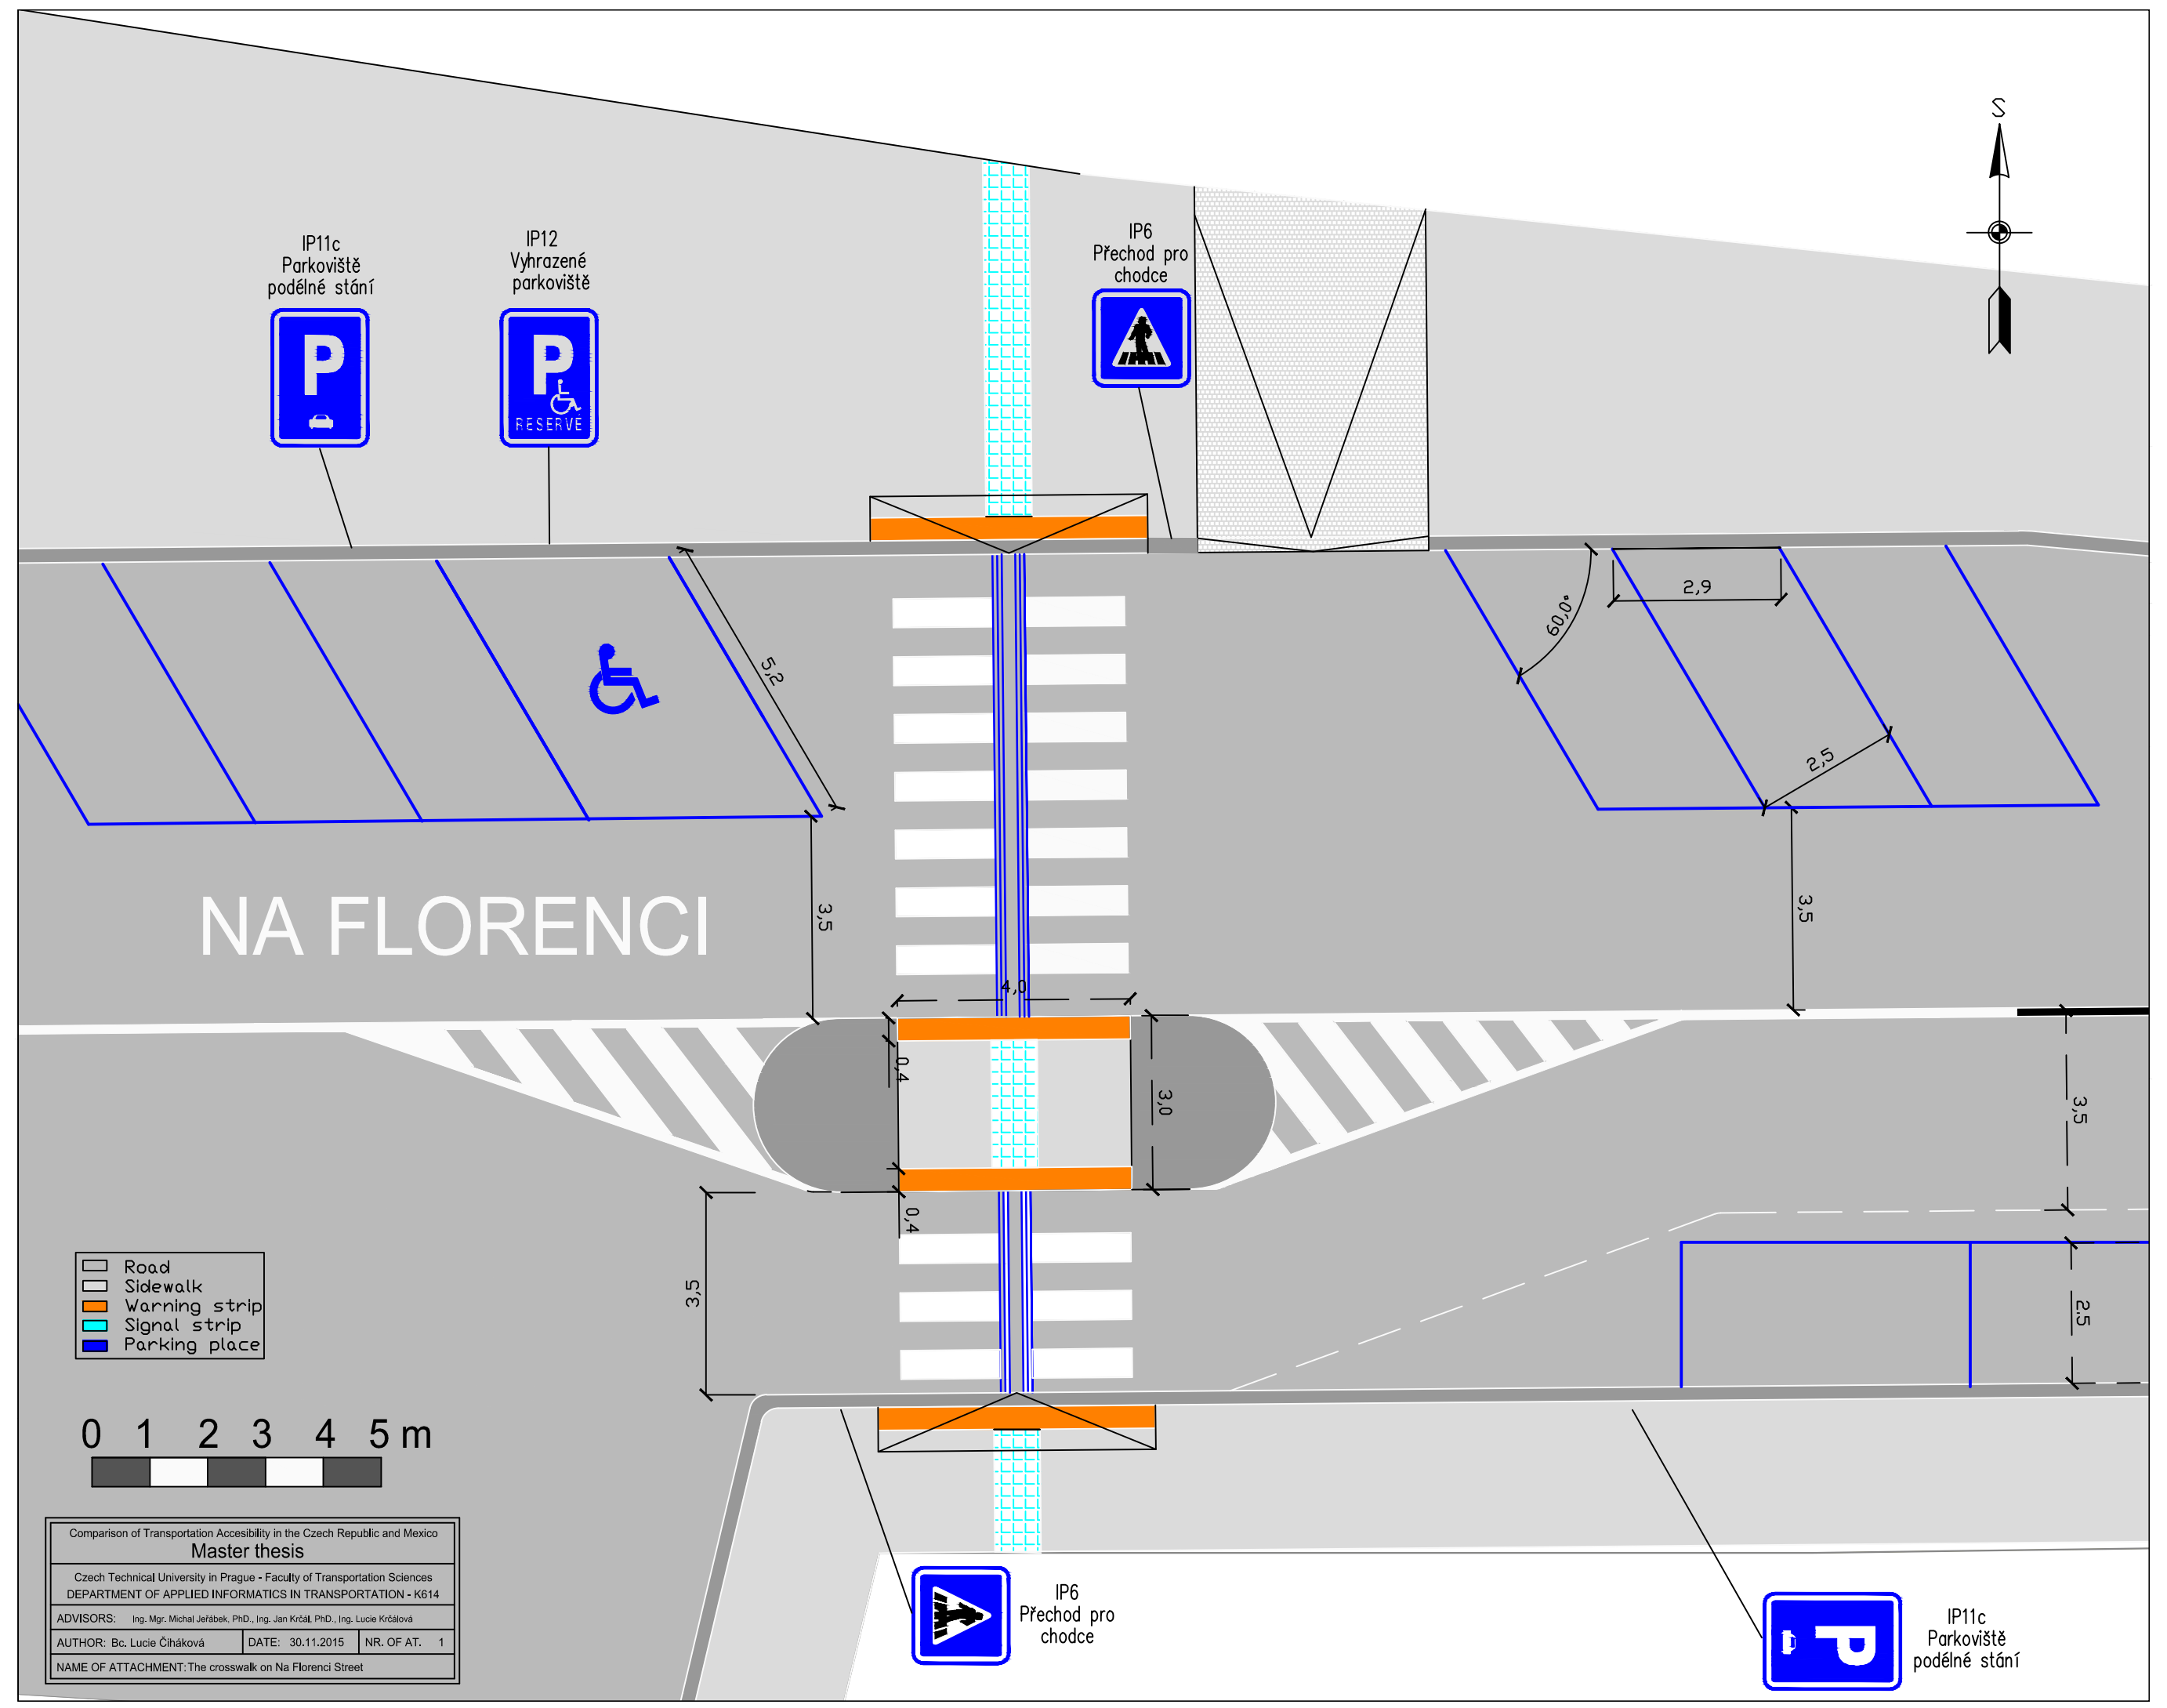 S
IP11c
Parkoviště
podélné stání
P
IP12
Vyhrazené
parkoviště
P
RESERVÉ
IP6
Přechod pro
chodce
5,2
60,0°
2,9
2,5
3,5
3,5
NA FLORENCI
4,0
0,4
3,0
0,4
3,5
3,5
2,5
Road
Sidewalk
Warning strip
Signal strip
Parking place
0 1 2 3 4 5 m
Comparison of Transportation Accesibility in the Czech Republic and Mexico
Master thesis
Czech Technical University in Prague - Faculty of Transportation Sciences
DEPARTMENT OF APPLIED INFORMATICS IN TRANSPORTATION - K614
ADVISORS: Ing. Mgr. Michal Jeřábek, PhD., Ing. Jan Krčál, PhD., Ing. Lucie Krčálová
AUTHOR: Bc. Lucie Čiháková DATE: 30.11.2015 NR. OF AT. 1
NAME OF ATTACHMENT: The crosswalk on Na Florenci Street
IP6
Přechod pro
chodce
P
IP11c
Parkoviště
podélné stání